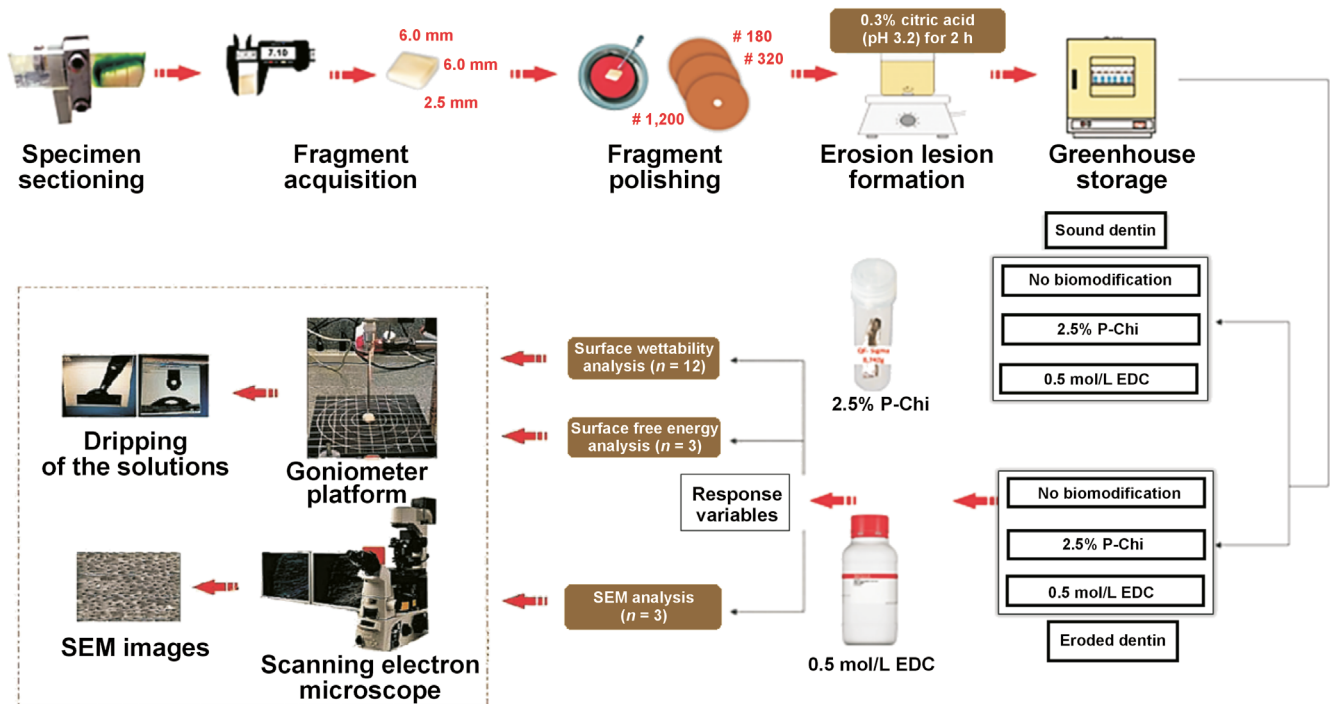 7.10
6.0 mm
6.0 mm
2.5 mm
# 180
# 320
# 1,200
0.3% citric acid
(pH 3.2) for 2 h
Specimen
sectioning
Fragment
acquisition
Fragment
polishing
Erosion lesion
formation
Greenhouse
storage
Sound dentin
No biomodification
2.5% P-Chi
0.5 mol/L EDC
No biomodification
2.5% P-Chi
0.5 mol/L EDC
Eroded dentin
2.5% P-Chi
0.5 mol/L EDC
Response
variables
Surface wettability
analysis (n = 12)
Surface free energy
analysis (n = 3)
SEM analysis
(n = 3)
Goniometer
platform
Dripping
of the solutions
Scanning electron
microscope
SEM images